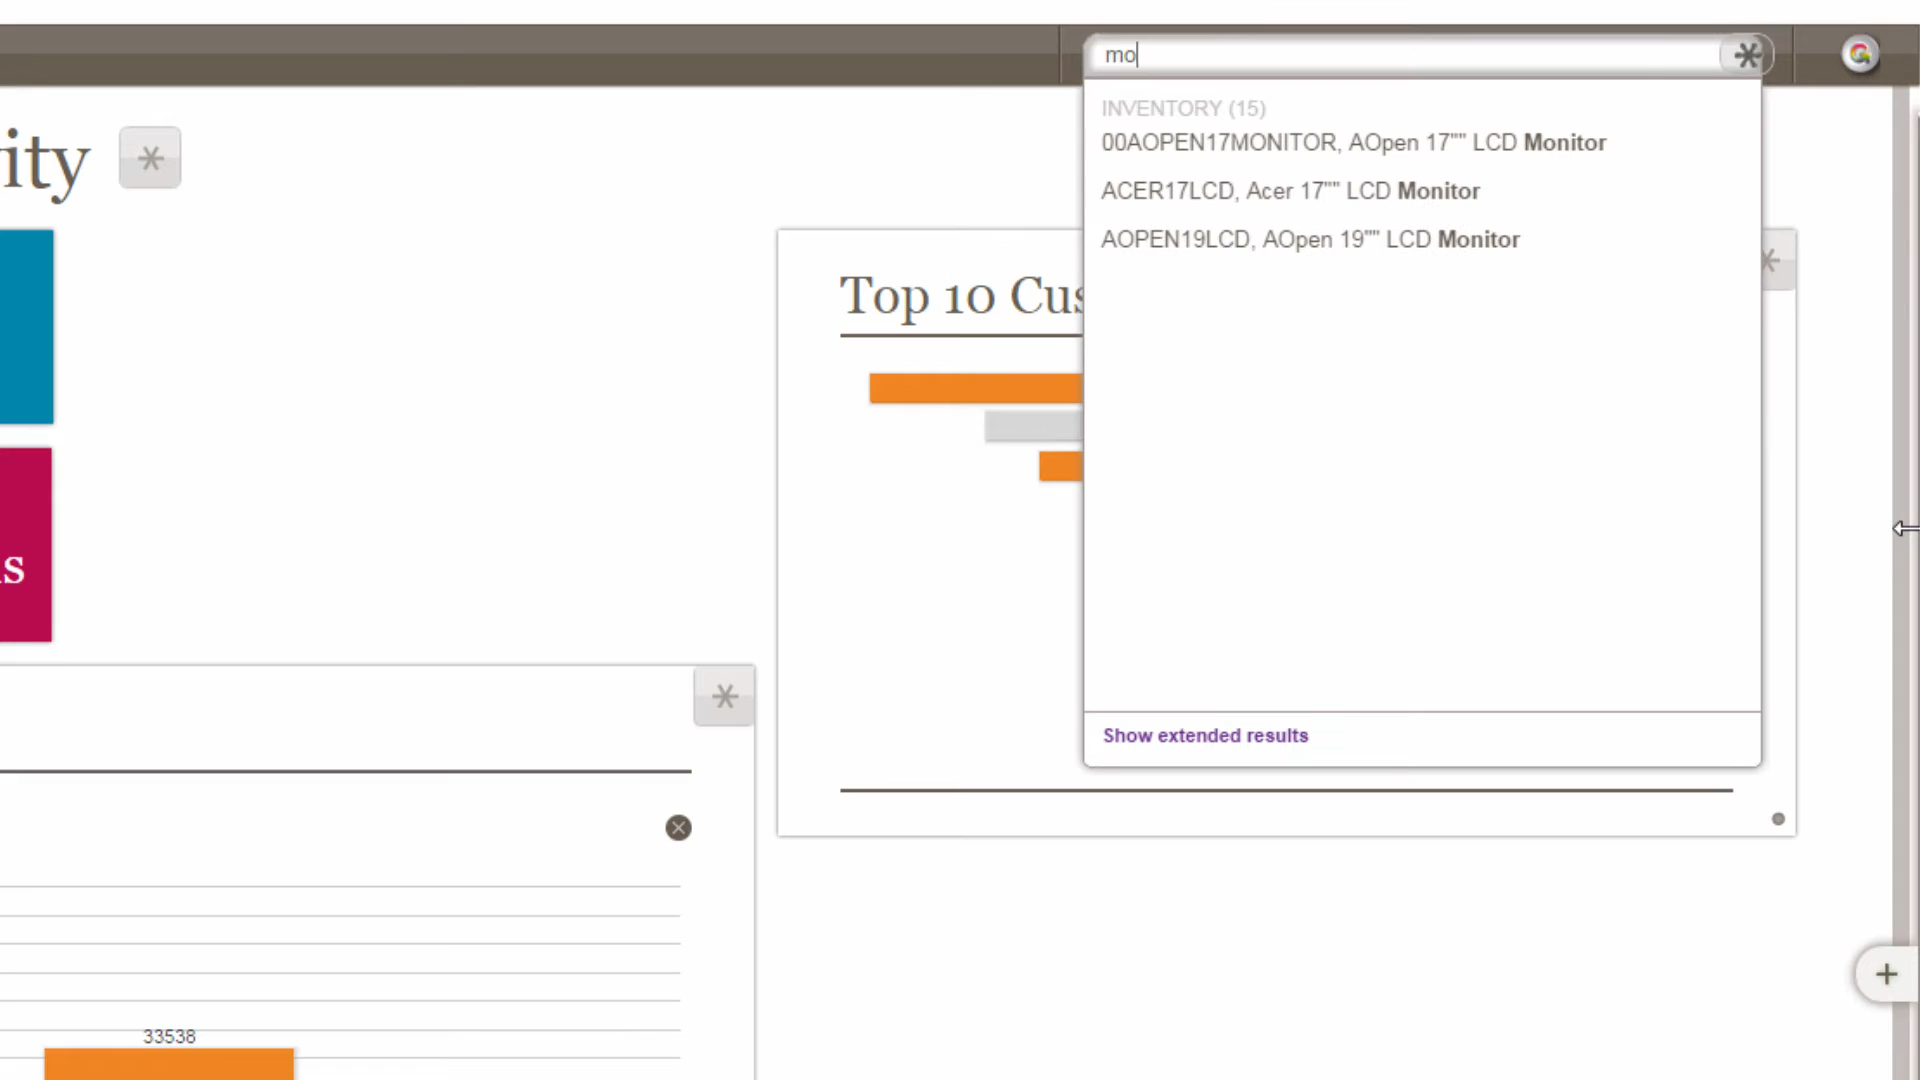 mo
INVENTORY (15)
00AOPEN17MONITOR, AOpen 17"" LCD Monitor
ACER17LCD, Acer 17"" LCD Monitor
AOPEN19LCD, AOpen 19"" LCD Monitor
Show extended results
ity
Top 10 Cus
s
33538